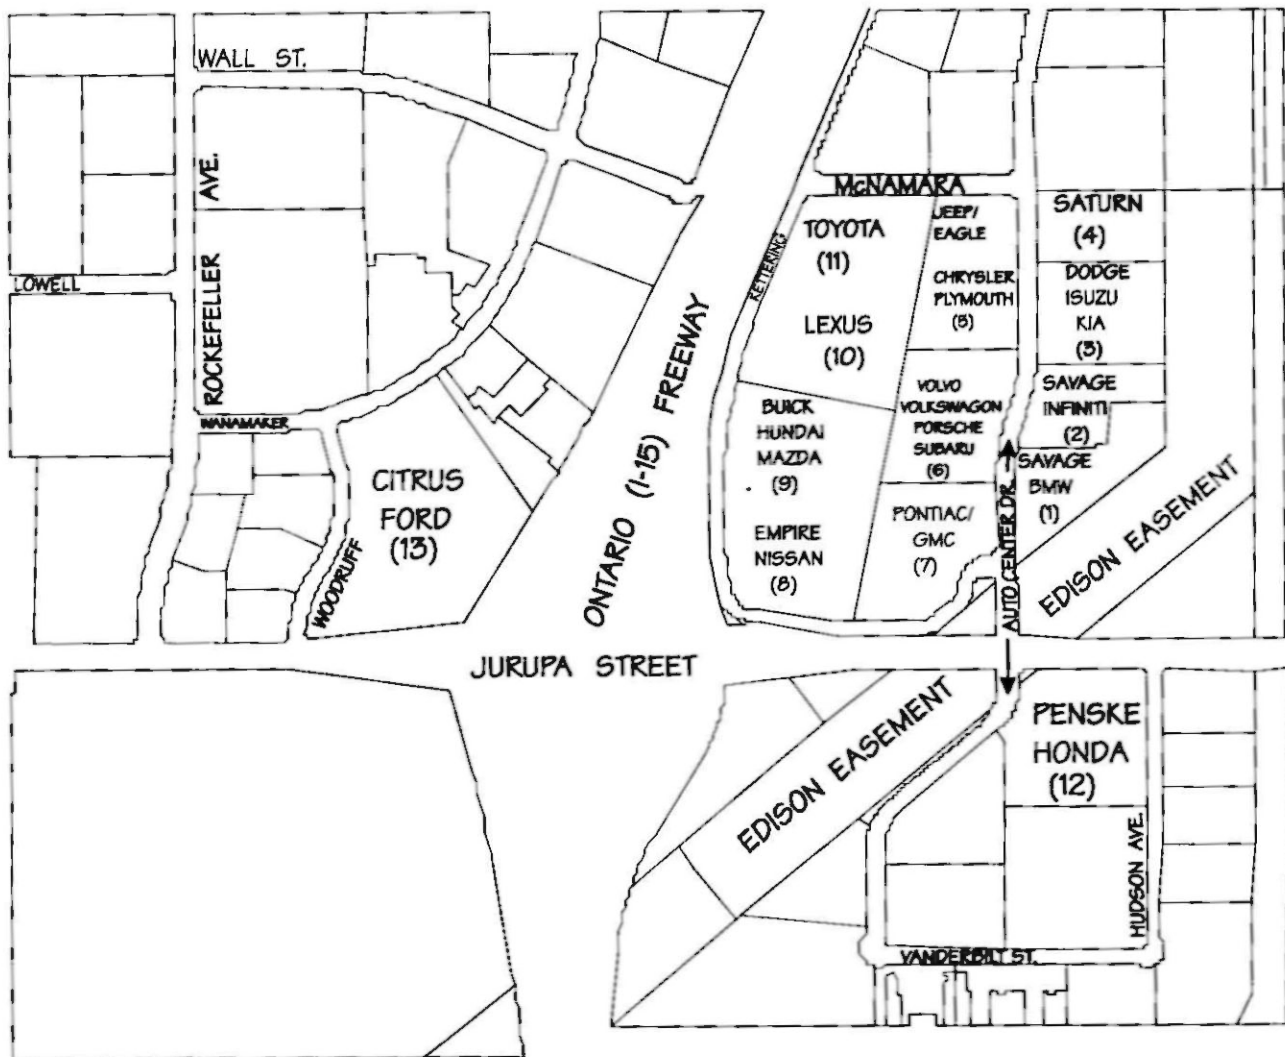 WALL ST.
AVE.
ROCKEFELLER
LOWELL
WANAMAKER
WOODRUFF
CITRUS
FORD
(13)
ONTARIO (I-15) FREEWAY
JURUPA STREET
McNAMARA
RETTERING
TOYOTA
(11)
LEXUS
(10)
JEEP/
EAGLE
CHRYSLER
PLYMOUTH
(5)
SATURN
(4)
DODGE
ISUZU
KIA
(3)
SAVAGE
INFINITI
(2)
SAVAGE
BMW
(1)
BUICK
HUNDAI
MAZDA
(9)
EMPIRE
NISSAN
(8)
VOLVO
VOLKSWAGON
PORSCHE
SUBARU
(6)
PONTIAC/
GMC
(7)
AUTO CENTER DR.
EDISON EASEMENT
EDISON EASEMENT
PENSKE
HONDA
(12)
HUDSON AVE.
VANDERBILT ST.